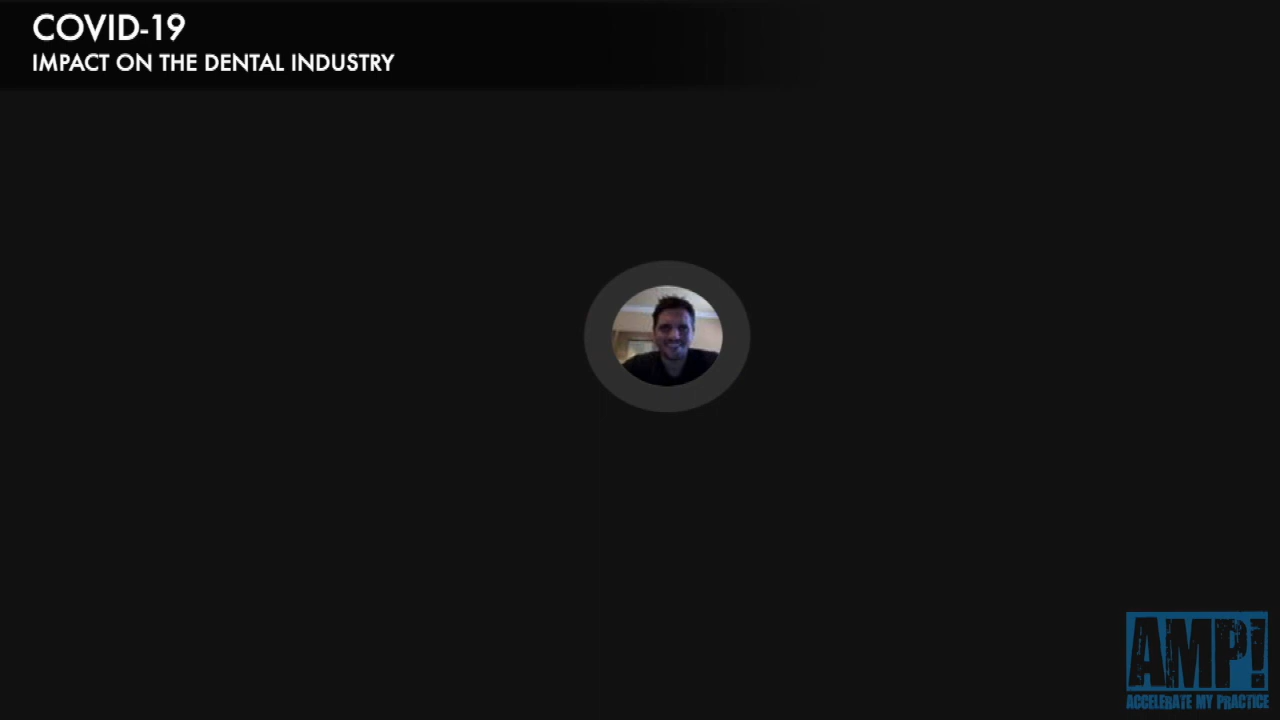 COVID-19
IMPACT ON THE DENTAL INDUSTRY
AMP!
ACCELERATE MY PRACTICE